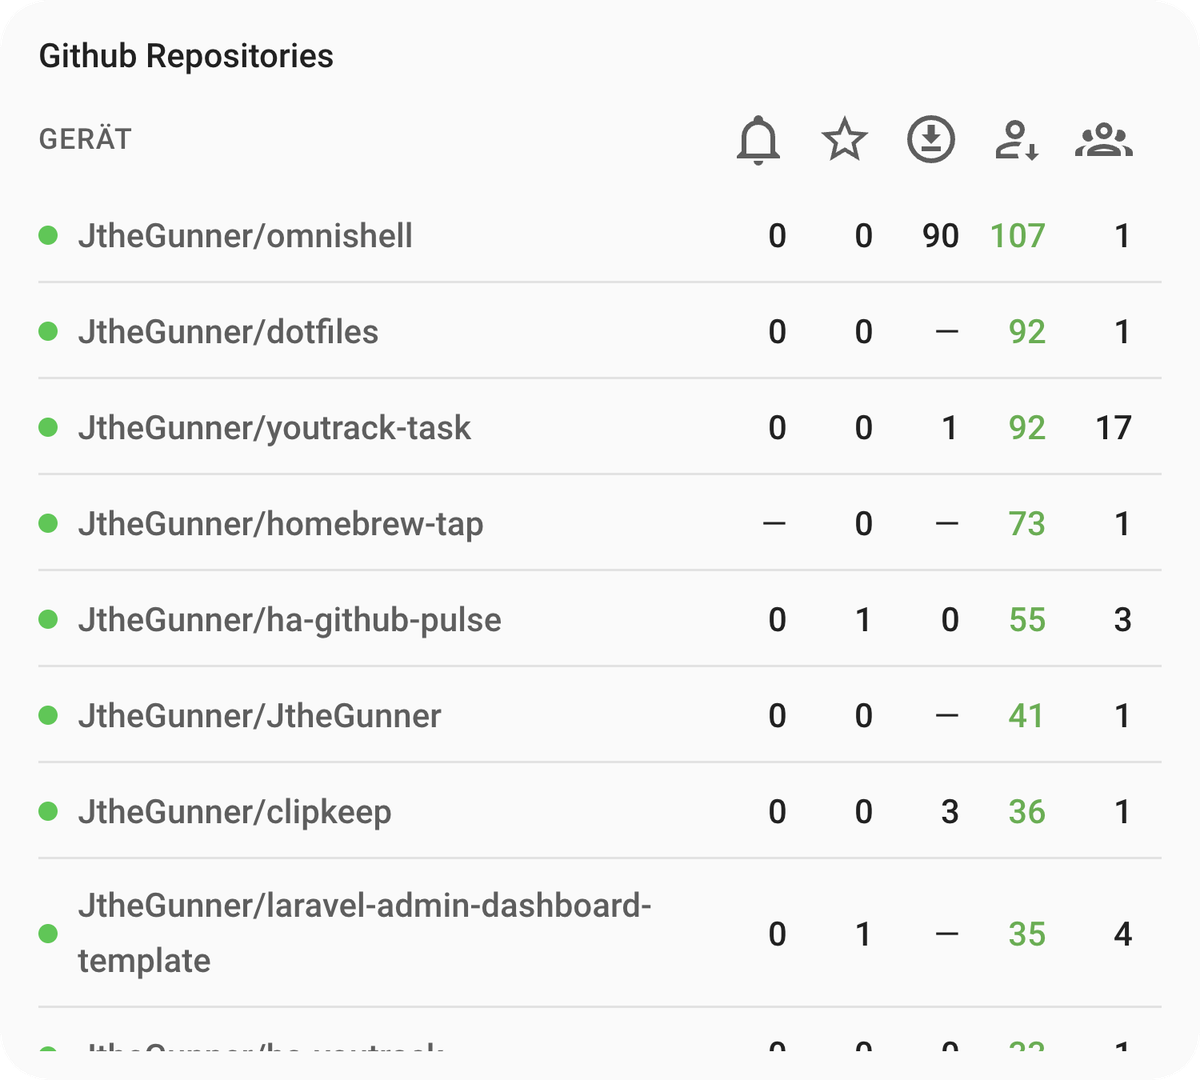 Github Repositories
GERÄT
JtheGunner/omnishell 0 0 90 107 1
JtheGunner/dotfiles 0 0 – 92 1
JtheGunner/youtrack-task 0 0 1 92 17
JtheGunner/homebrew-tap – 0 – 73 1
JtheGunner/ha-github-pulse 0 1 0 55 3
JtheGunner/JtheGunner 0 0 – 41 1
JtheGunner/clipkeep 0 0 3 36 1
JtheGunner/laravel-admin-dashboard-
template 0 1 – 35 4